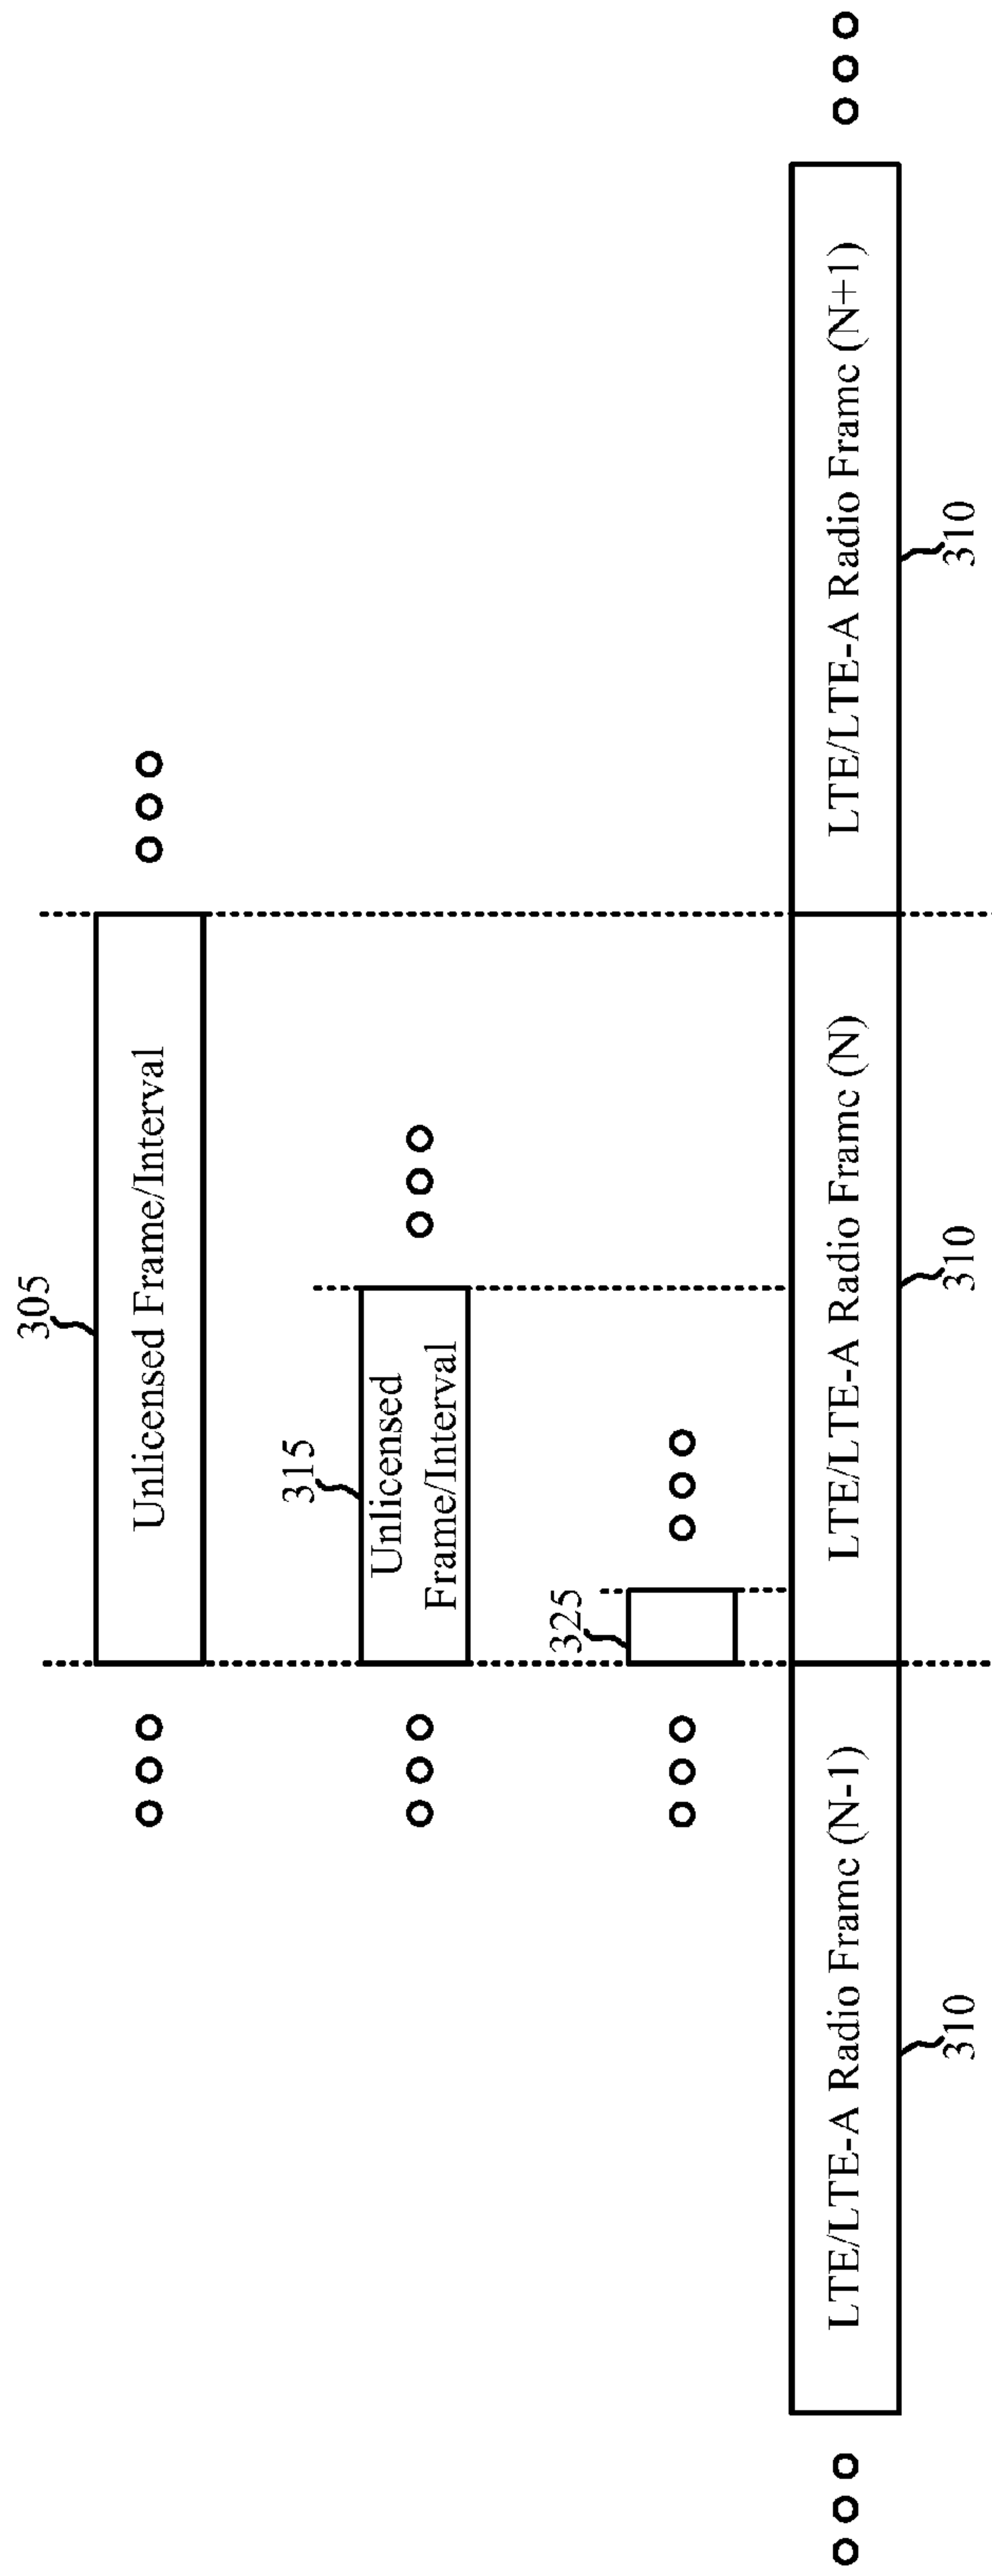 305
Unlicensed Frame/Interval
315
Unlicensed
Frame/Interval
325
LTE/LTE-A Radio Frame (N-1)
LTE/LTE-A Radio Frame (N)
LTE/LTE-A Radio Frame (N+1)
310
310
310